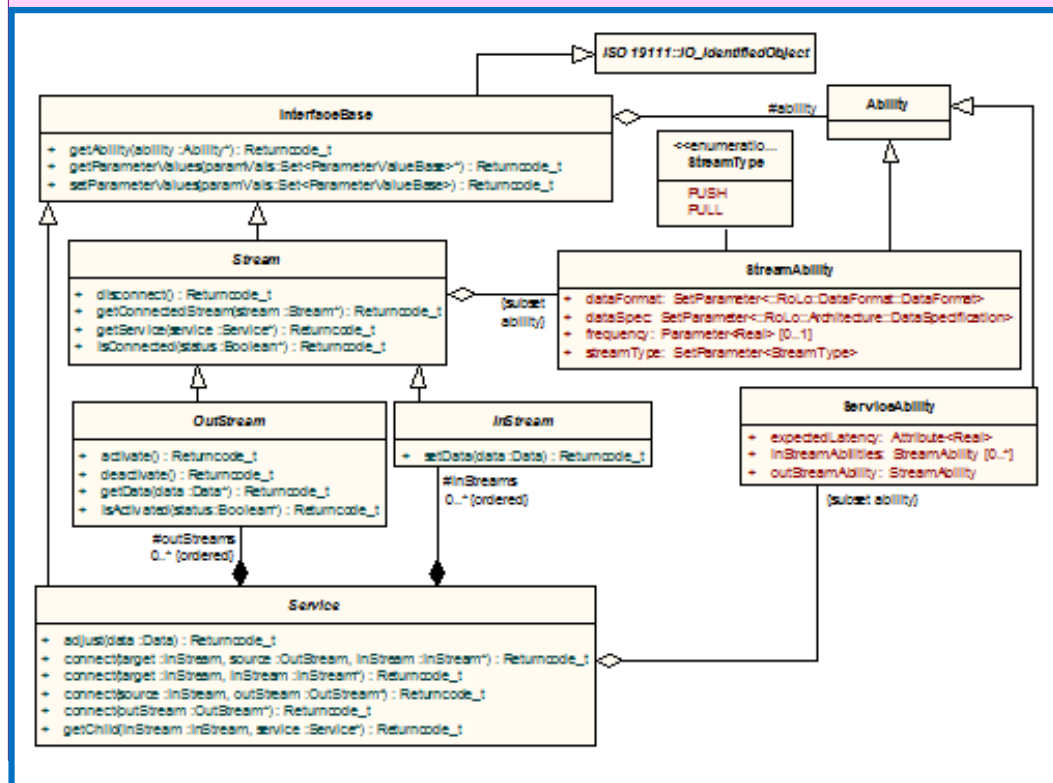 ISO 19111::IO_IdentifiedObject
InterfaceBase
+ getAbility(ability :Ability*) : Returncode_t
+ getParameterValues(paramVals:Set<ParameterValueBase>*) : Returncode_t
+ setParameterValues(paramVals:Set<ParameterValueBase>) : Returncode_t
#ability
Ability
<<enumeratio...
StreamType
PUSH
PULL
Stream
+ disconnect() : Returncode_t
+ getConnectedStream(stream :Stream*) : Returncode_t
+ getService(service :Service*) : Returncode_t
+ isConnected(status :Boolean*) : Returncode_t
{subset
ability}
StreamAbility
+ dataFormat: SetParameter<::RoLo::DataFormat::DataFormat>
+ dataSpec: SetParameter<::RoLo::Architecture::DataSpecification>
+ frequency: Parameter<Real> [0..1]
+ streamType: SetParameter<StreamType>
OutStream
+ activate() : Returncode_t
+ deactivate() : Returncode_t
+ getData(data :Data*) : Returncode_t
+ isActivated(status:Boolean*) : Returncode_t
InStream
+ setData(data :Data) : Returncode_t
ServiceAbility
+ expectedLatency: Attribute<Real>
+ inStreamAbilities: StreamAbility [0..*]
+ outStreamAbility: StreamAbility
{subset ability}
#inStreams
0..* {ordered}
#outStreams
0..* {ordered}
Service
+ adjust(data :Data) : Returncode_t
+ connect(target :InStream, source :OutStream, inStream :InStream*) : Returncode_t
+ connect(target :InStream, inStream :InStream*) : Returncode_t
+ connect(source :InStream, outStream :OutStream*) : Returncode_t
+ connect(outStream :OutStream*) : Returncode_t
+ getChild(inStream :InStream, service :Service*) : Returncode_t